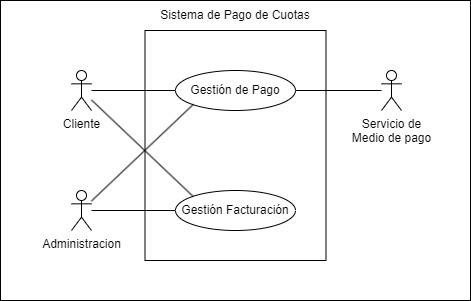 Sistema de Pago de Cuotas
Gestión de Pago
Cliente
Servicio de
Medio de pago
Gestión Facturación
Administracion